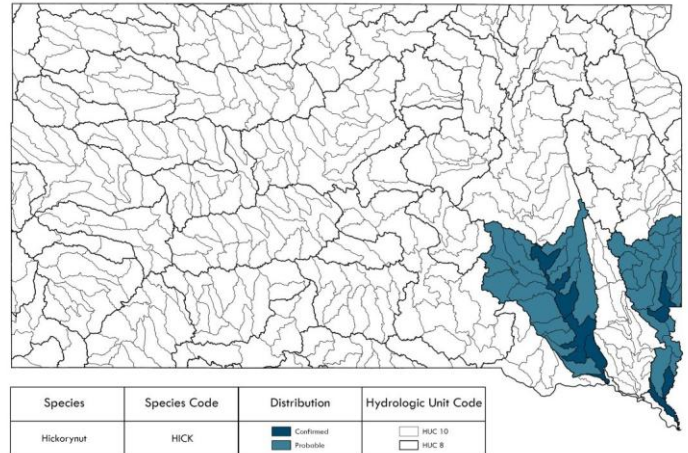 Species Species Code Distribution Hydrologic Unit Code
Hickorynut HICK Confirmed HUC 10
Probable HUC 8